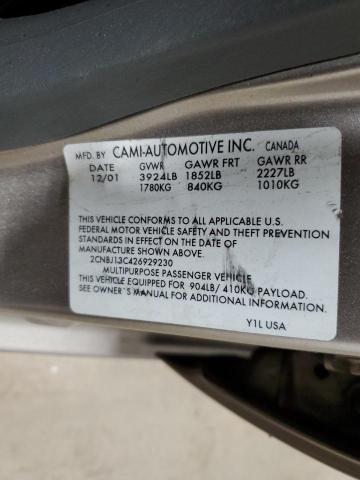 MFD. BY CAMI-AUTOMOTIVE INC. CANADA
DATE GVWR GAWR FRT GAWR RR
12/01 3924LB 1852LB 2227LB
1780KG 840KG 1010KG
THIS VEHICLE CONFORMS TO ALL APPLICABLE U.S.
FEDERAL MOTOR VEHICLE SAFETY AND THEFT PREVENTION
STANDARDS IN EFFECT ON THE DATE OF
MANUFACTURE SHOWN ABOVE.
2CNBJ13C426929230
MULTIPURPOSE PASSENGER VEHICLE
THIS VEHICLE IS SUPPLIED BY 904LB/ 410KG PAYLOAD.
SEE OWNER'S MANUAL FOR ADDITIONAL INFORMATION.
Y1L USA